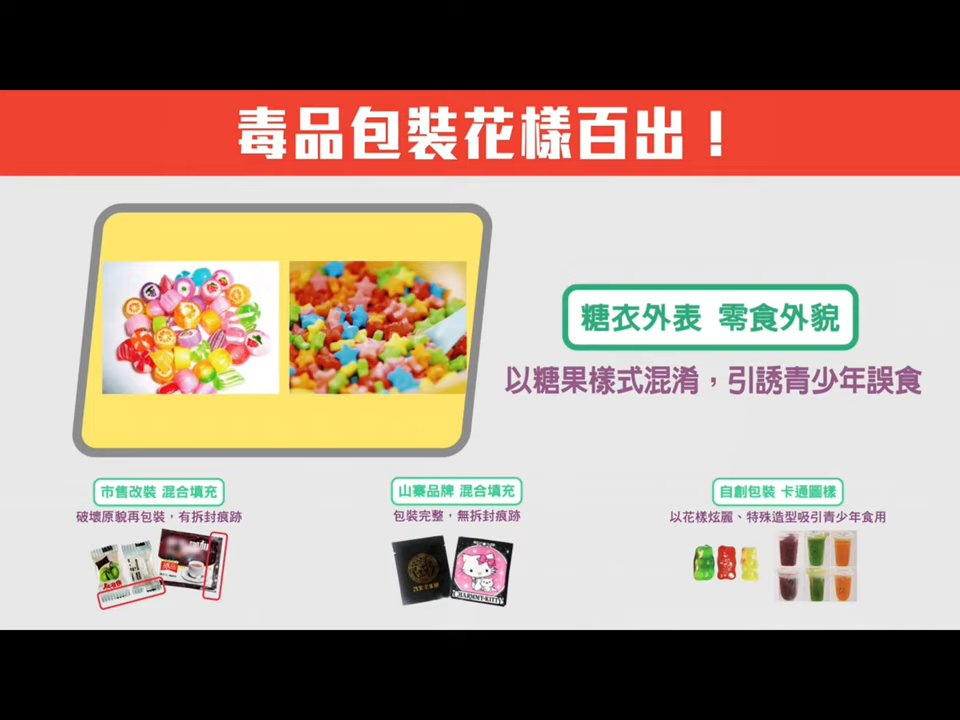 毒品包裝花樣百出！
糖衣外表 零食外貌
以糖果樣式混淆，引誘青少年誤食
市售改裝 混合填充
破壞原貌再包裝，有拆封痕跡
山寨品牌 混合填充
包裝完整，無拆封痕跡
CHARMMY KITTY
自創包裝 卡通圖樣
以花樣炫麗、特殊造型吸引青少年食用